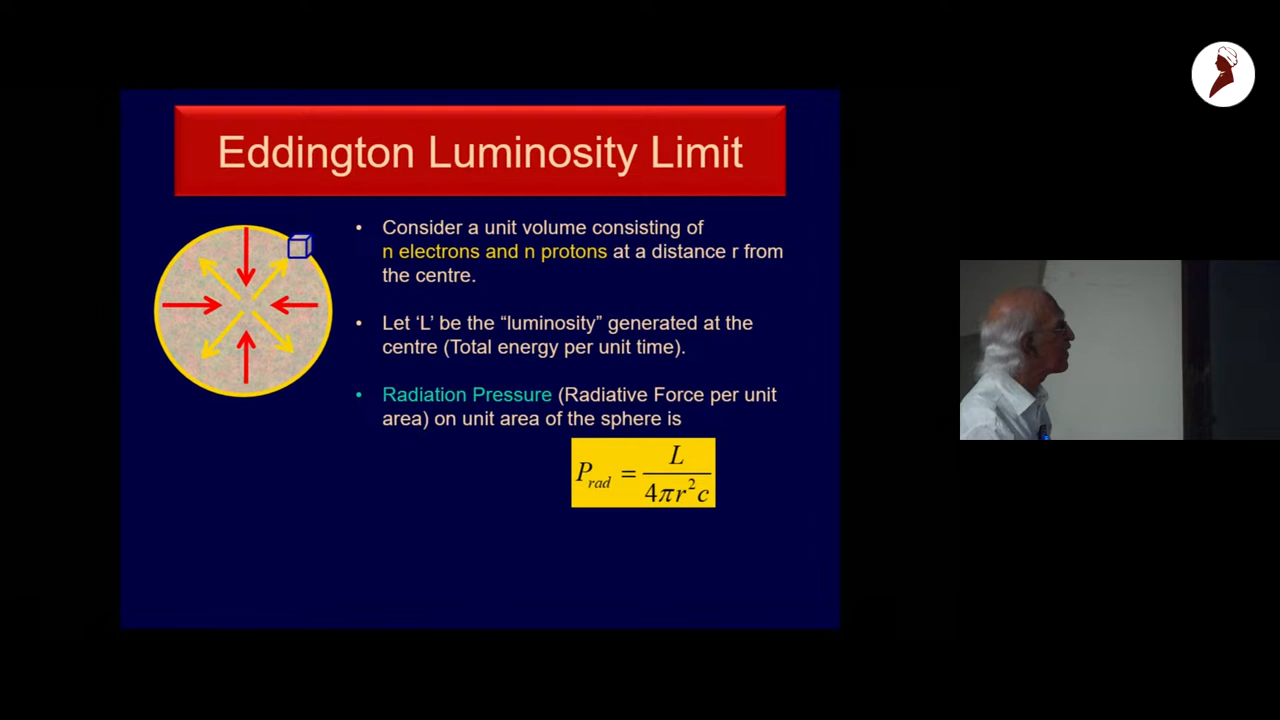 Eddington Luminosity Limit
• Consider a unit volume consisting of
n electrons and n protons at a distance r from
the centre.
• Let ‘L’ be the “luminosity” generated at the
centre (Total energy per unit time).
• Radiation Pressure (Radiative Force per unit
area) on unit area of the sphere is
P_rad = L / 4πr²c